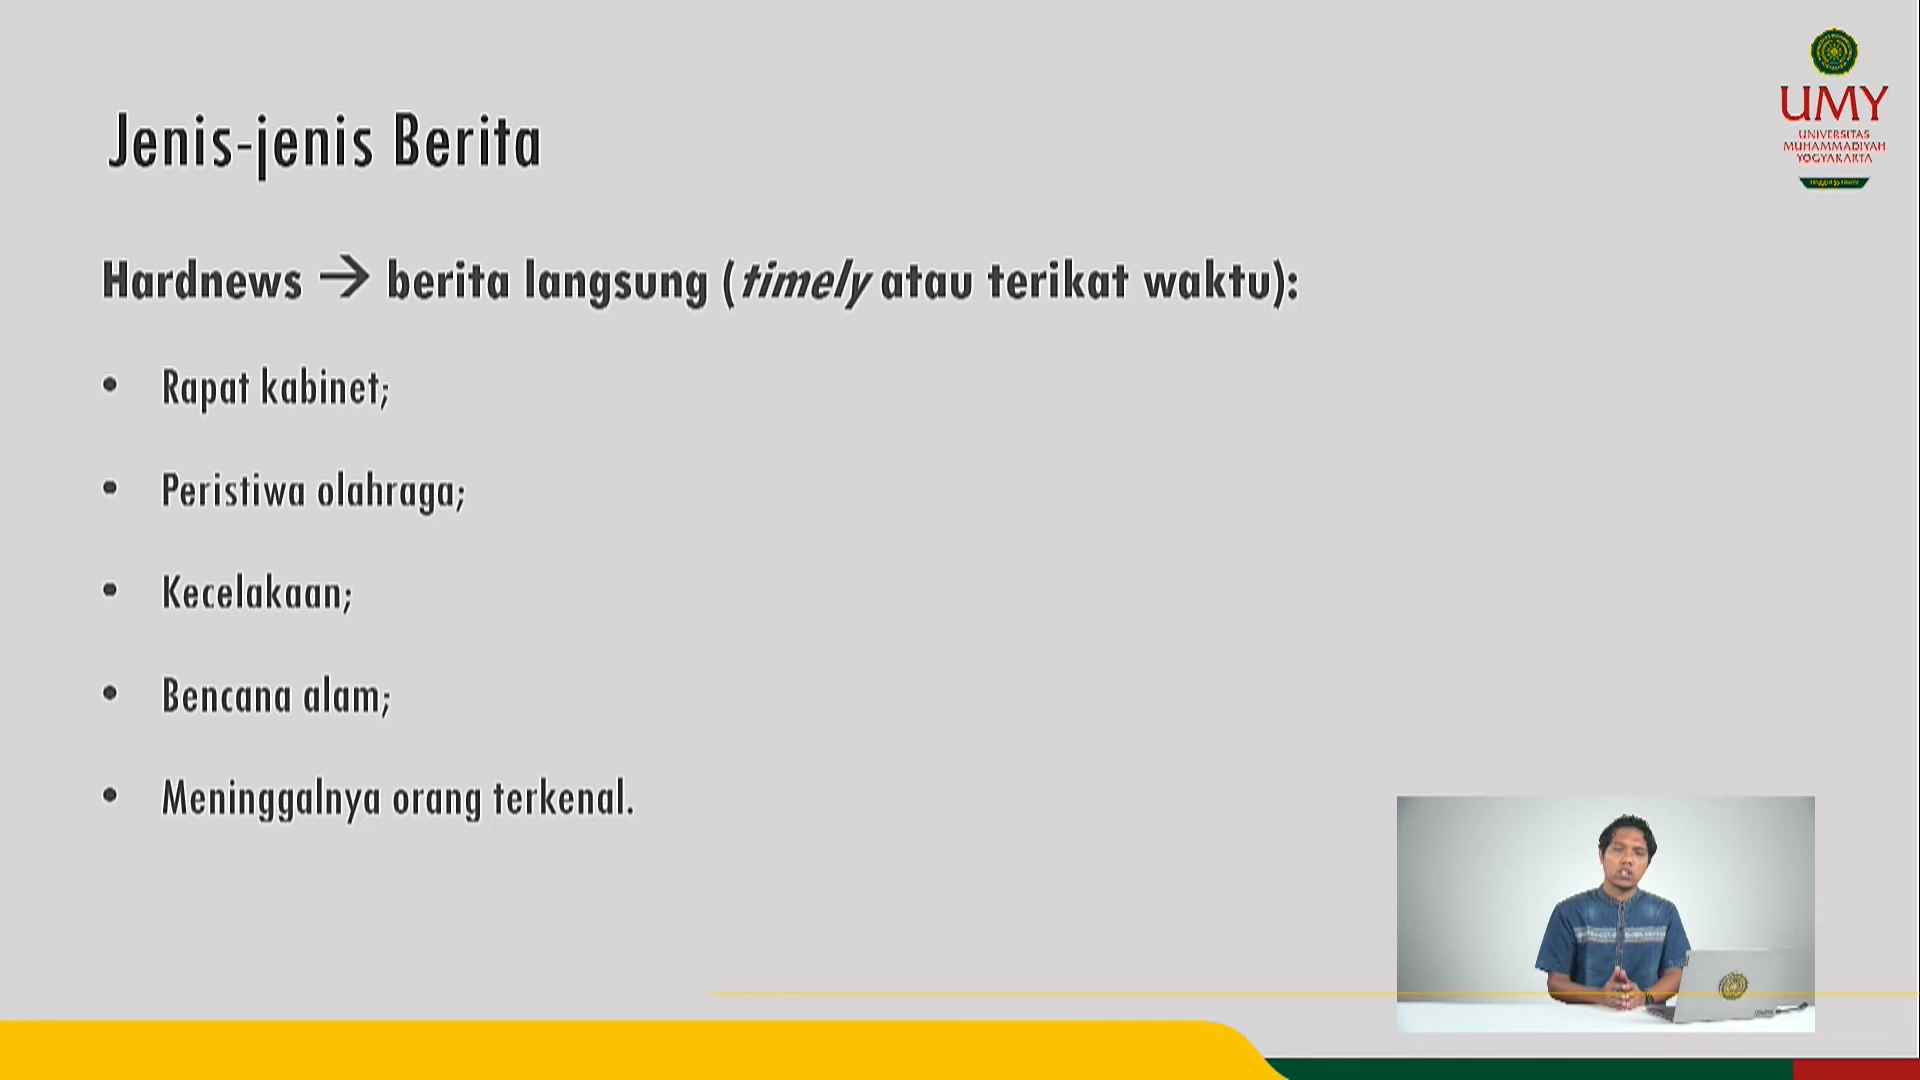 Jenis-jenis Berita
UMY
UNIVERSITAS
MUHAMMADIYAH
YOGYAKARTA
Hardnews → berita langsung (timely atau terikat waktu):
• Rapat kabinet;
• Peristiwa olahraga;
• Kecelakaan;
• Bencana alam;
• Meninggalnya orang terkenal.